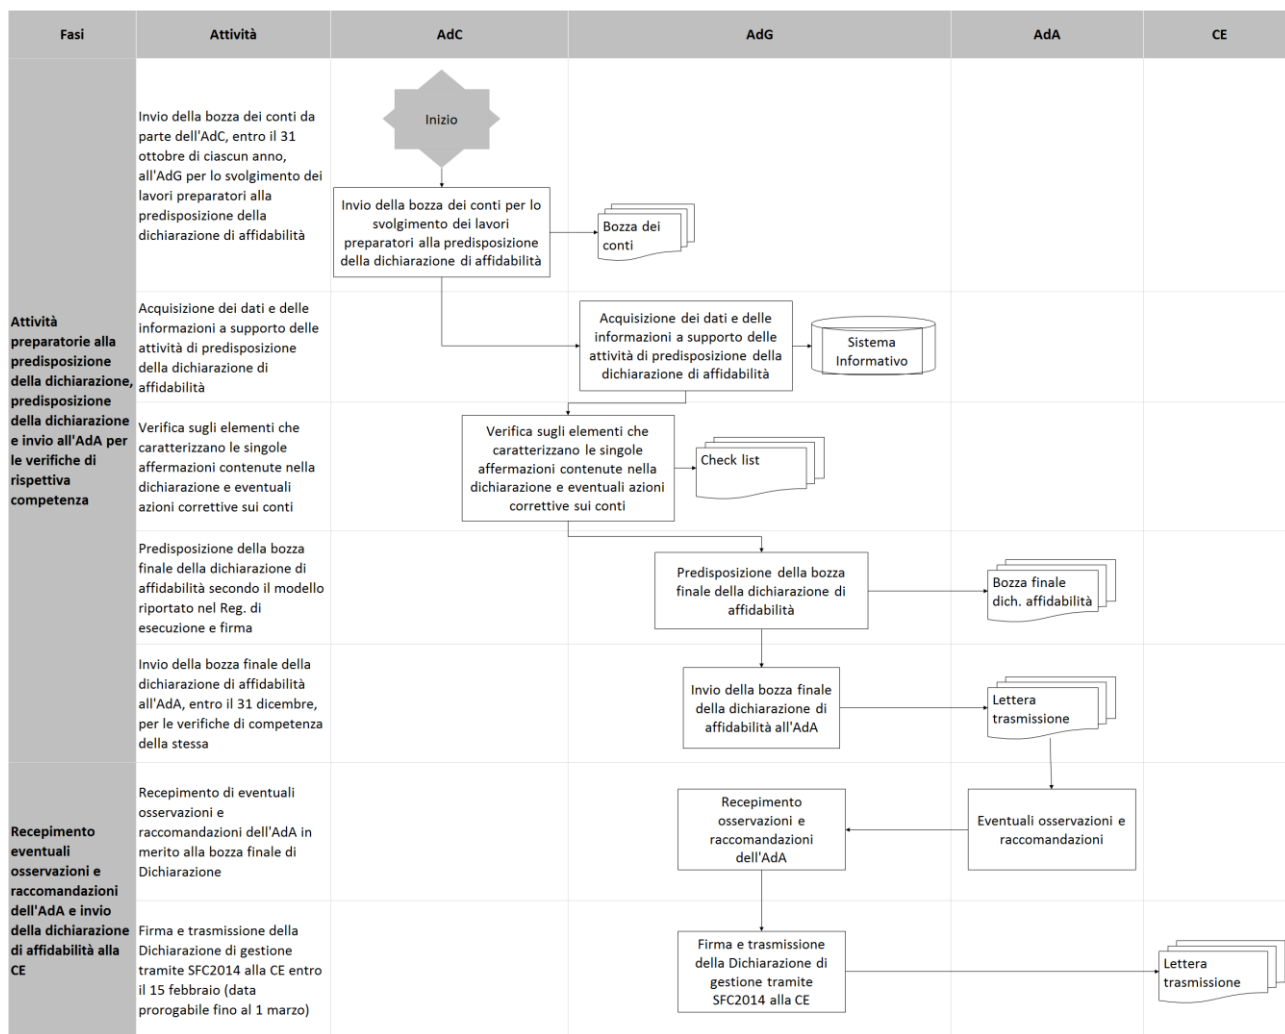 Fasi
Attività
AdC
AdG
AdA
CE
Attività
preparatorie alla
predisposizione
della dichiarazione,
predisposizione
della dichiarazione
e invio all'AdA per
le verifiche di
rispettiva
competenza
Invio della bozza dei conti da
parte dell'AdC, entro il 31
ottobre di ciascun anno,
all'AdG per lo svolgimento dei
lavori preparatori alla
predisposizione della
dichiarazione di affidabilità
Inizio
Invio della bozza dei conti per lo
svolgimento dei lavori
preparatori alla predisposizione
della dichiarazione di affidabilità
Bozza dei
conti
Acquisizione dei dati e delle
informazioni a supporto delle
attività di predisposizione
della dichiarazione di
affidabilità
Acquisizione dei dati e delle
informazioni a supporto delle
attività di predisposizione della
dichiarazione di affidabilità
Sistema
Informativo
Verifica sugli elementi che
caratterizzano le singole
affermazioni contenute nella
dichiarazione e eventuali
azioni correttive sui conti
Verifica sugli elementi che
caratterizzano le singole
affermazioni contenute nella
dichiarazione e eventuali azioni
correttive sui conti
Check list
Predisposizione della bozza
finale della dichiarazione di
affidabilità secondo il modello
riportato nel Reg. di
esecuzione e firma
Predisposizione della bozza
finale della dichiarazione di
affidabilità
Bozza finale
dich. affidabilità
Invio della bozza finale della
dichiarazione di affidabilità
all'AdA, entro il 31 dicembre,
per le verifiche di competenza
della stessa
Invio della bozza finale
della dichiarazione di
affidabilità all'AdA
Lettera
trasmissione
Recepimento
eventuali
osservazioni e
raccomandazioni
dell'AdA e invio
della dichiarazione
di affidabilità alla
CE
Recepimento di eventuali
osservazioni e
raccomandazioni dell'AdA in
merito alla bozza finale di
Dichiarazione
Recepimento
osservazioni e
raccomandazioni
dell'AdA
Eventuali osservazioni e
raccomandazioni
Firma e trasmissione della
Dichiarazione di gestione
tramite SFC2014 alla CE entro
il 15 febbraio (data
prorogabile fino al 1 marzo)
Firma e trasmissione
della Dichiarazione di
gestione tramite
SFC2014 alla CE
Lettera
trasmissione